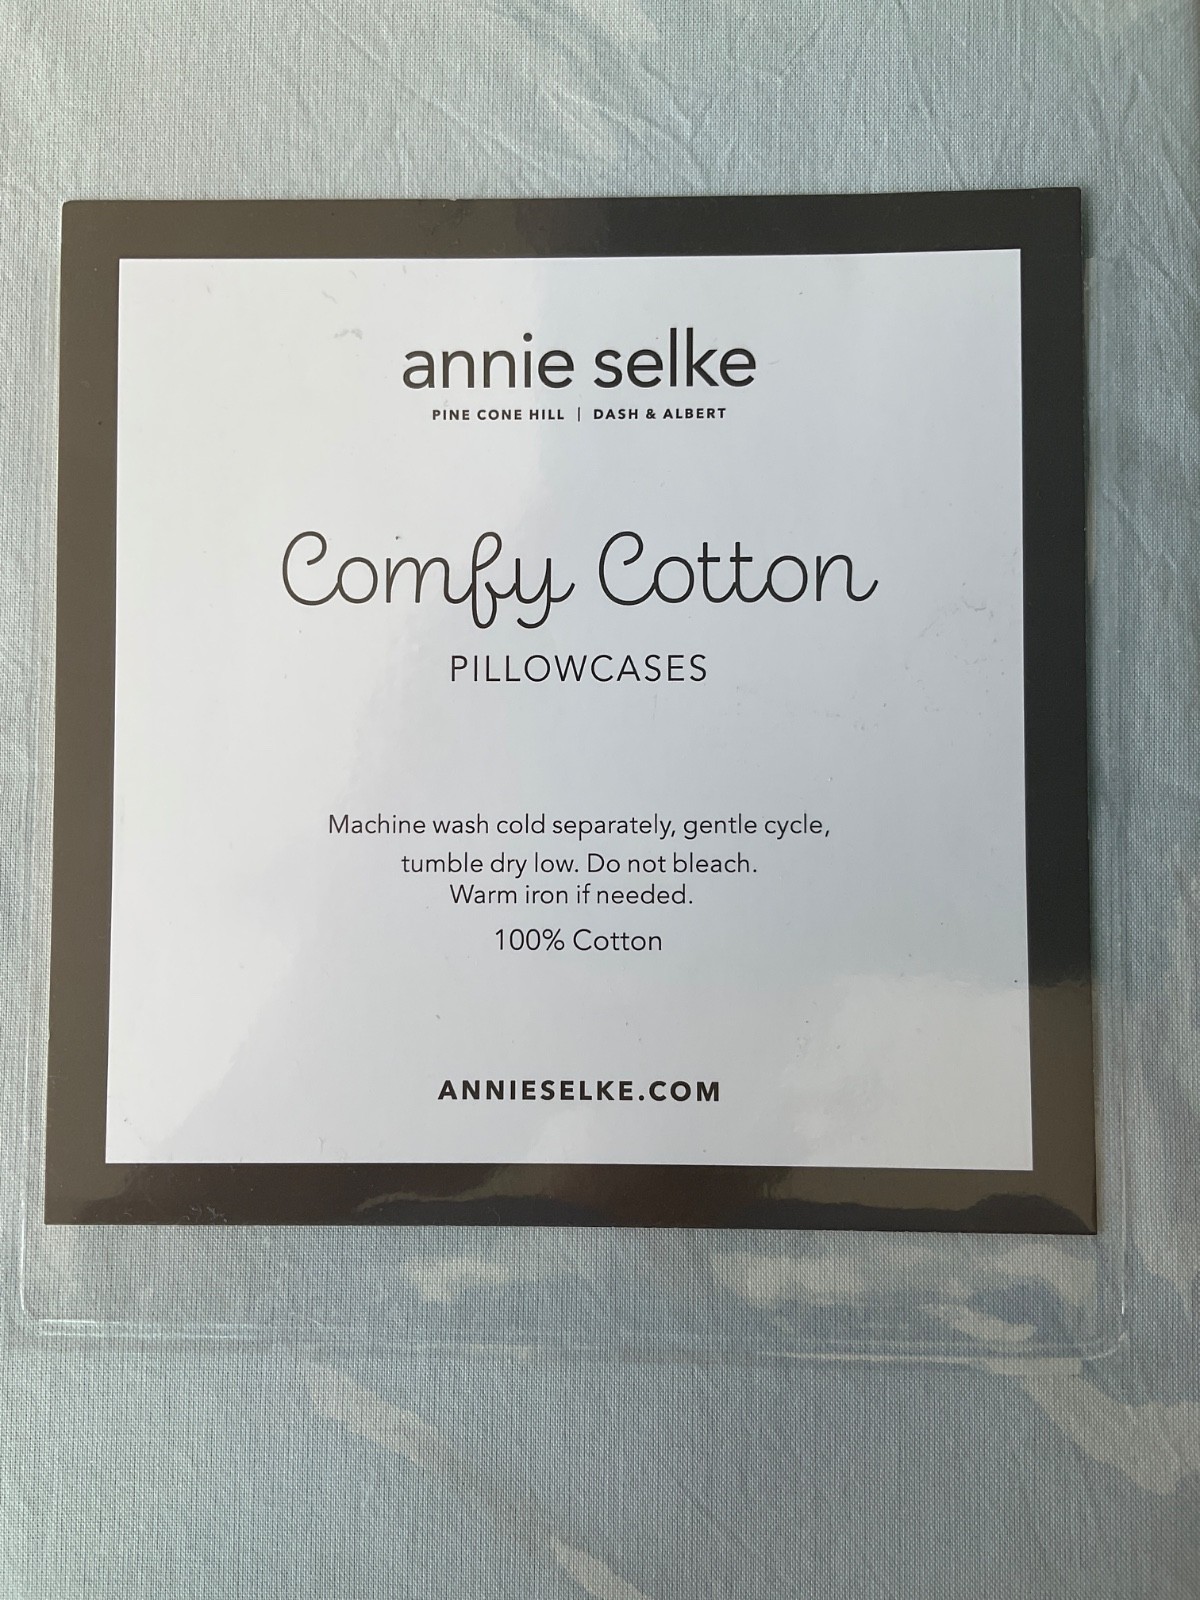 annie selke
PINE CONE HILL | DASH & ALBERT
Comfy Cotton
PILLOWCASES
Machine wash cold separately, gentle cycle,
tumble dry low. Do not bleach.
Warm iron if needed.
100% Cotton
ANNIESELKE.COM